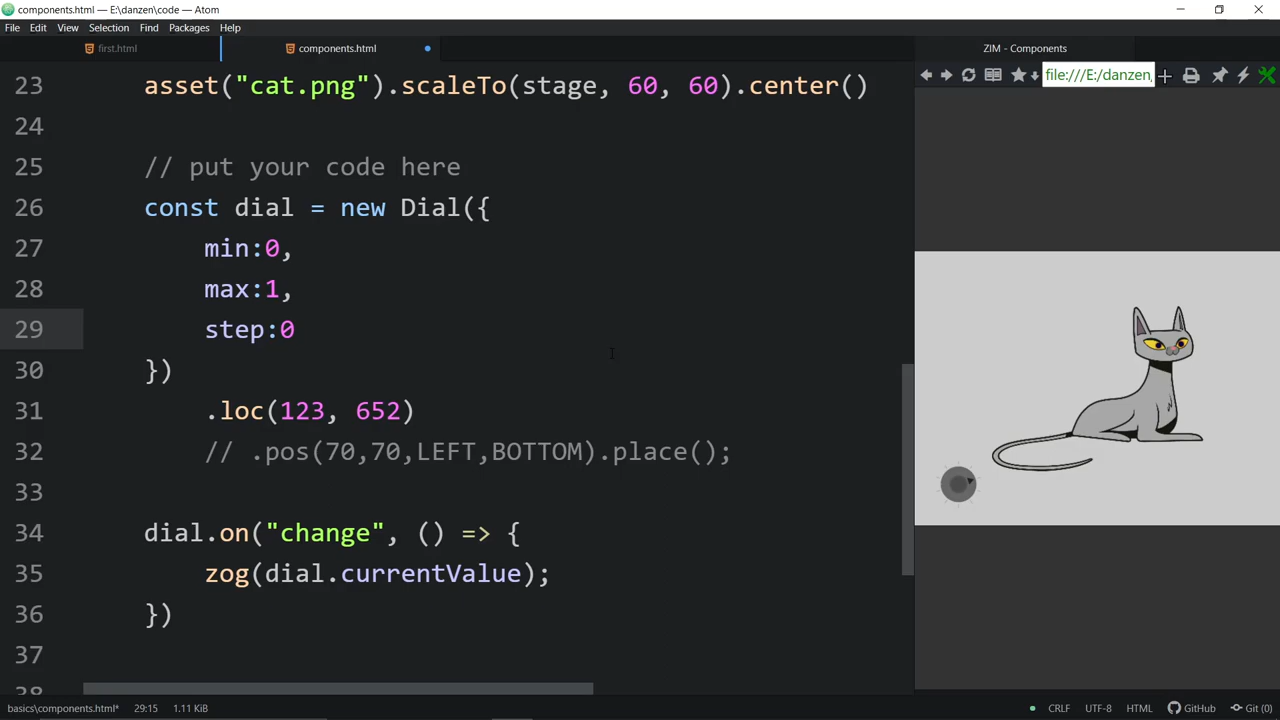 components.html — E:\danzen\code — Atom
File Edit View Selection Find Packages Help
first.html
components.html
ZIM - Components
file:///E:/danzen,
23 asset("cat.png").scaleTo(stage, 60, 60).center()
24
25 // put your code here
26 const dial = new Dial({
27 min:0,
28 max:1,
29 step:0
30 })
31 .loc(123, 652)
32 // .pos(70,70,LEFT,BOTTOM).place();
33
34 dial.on("change", () => {
35 zog(dial.currentValue);
36 })
37
38
basics\components.html* 29:15 1.11 KiB CRLF UTF-8 HTML GitHub Git (0)